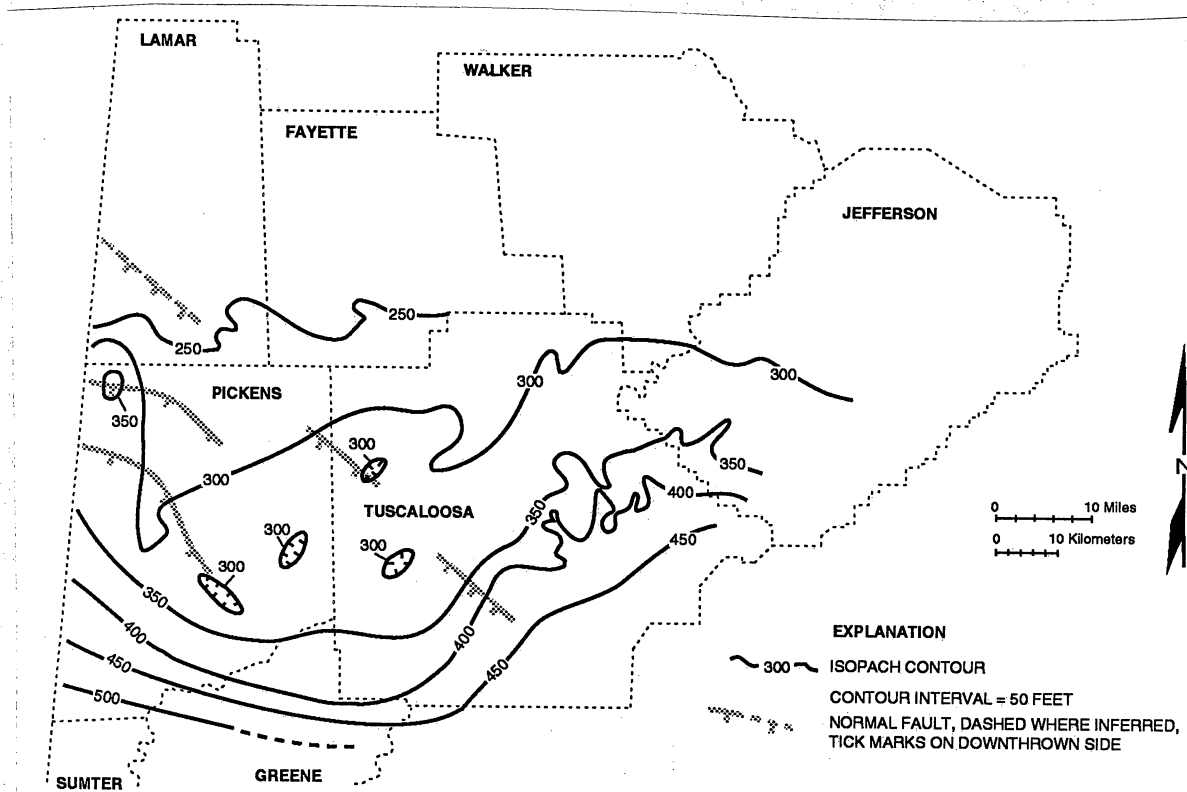 LAMAR
WALKER
FAYETTE
JEFFERSON
250
250
300
300
PICKENS
350
300
300
350
400
TUSCALOOSA
350
300
300
450
300
N
0 10 Miles
0 10 Kilometers
350
400
400
450
450
500
EXPLANATION
300 ISOPACH CONTOUR
CONTOUR INTERVAL = 50 FEET
NORMAL FAULT, DASHED WHERE INFERRED,
TICK MARKS ON DOWNTHROWN SIDE
GREENE
SUMTER